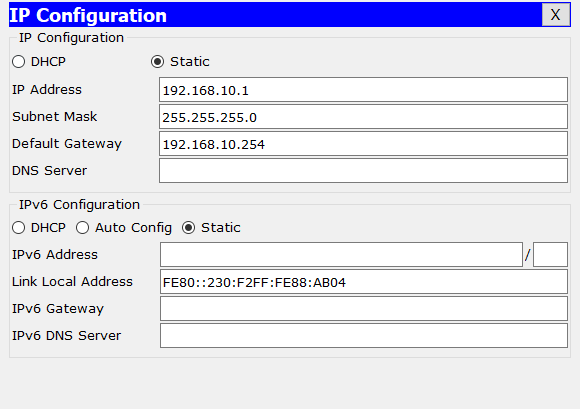 IP Configuration X
IP Configuration
DHCP Static
IP Address 192.168.10.1
Subnet Mask 255.255.255.0
Default Gateway 192.168.10.254
DNS Server
IPv6 Configuration
DHCP Auto Config Static
IPv6 Address /
Link Local Address FE80::230:F2FF:FE88:AB04
IPv6 Gateway
IPv6 DNS Server